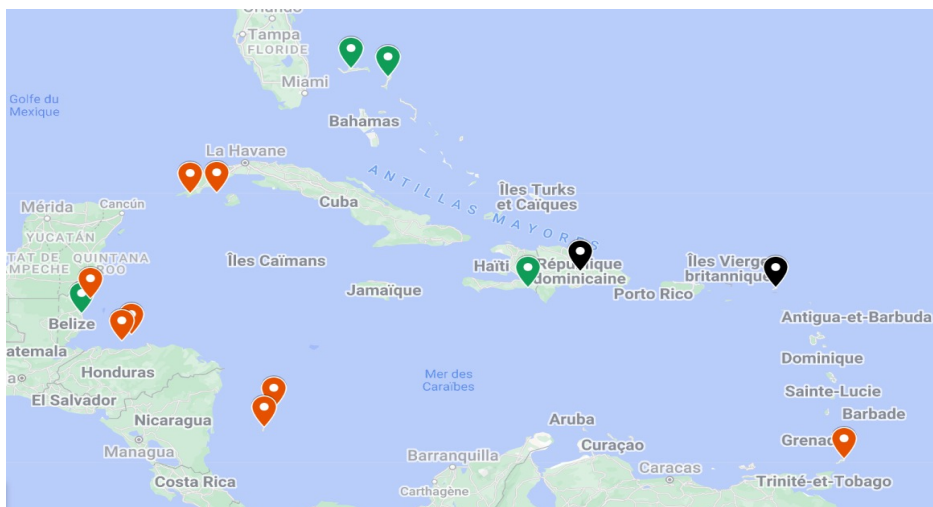 Orlando
Tampa
FLORIDE
Miami
Golfe du
Mexique
Bahamas
La Havane
ANTILLAS MAYORES
Îles Turks
et Caïques
Cuba
Mérida
Cancún
YUCATÁN
QUINTANA
ROO
Îles Caïmans
Haïti
République
dominicaine
Îles Vierges
britanniques
Jamaïque
Porto Rico
Belize
Antigua-et-Barbuda
Honduras
Dominique
Mer des
Caraïbes
El Salvador
Sainte-Lucie
Nicaragua
Aruba
Barbade
Managua
Curaçao
Barranquilla
Caracas
Costa Rica
Carthagène
Trinité-et-Tobago